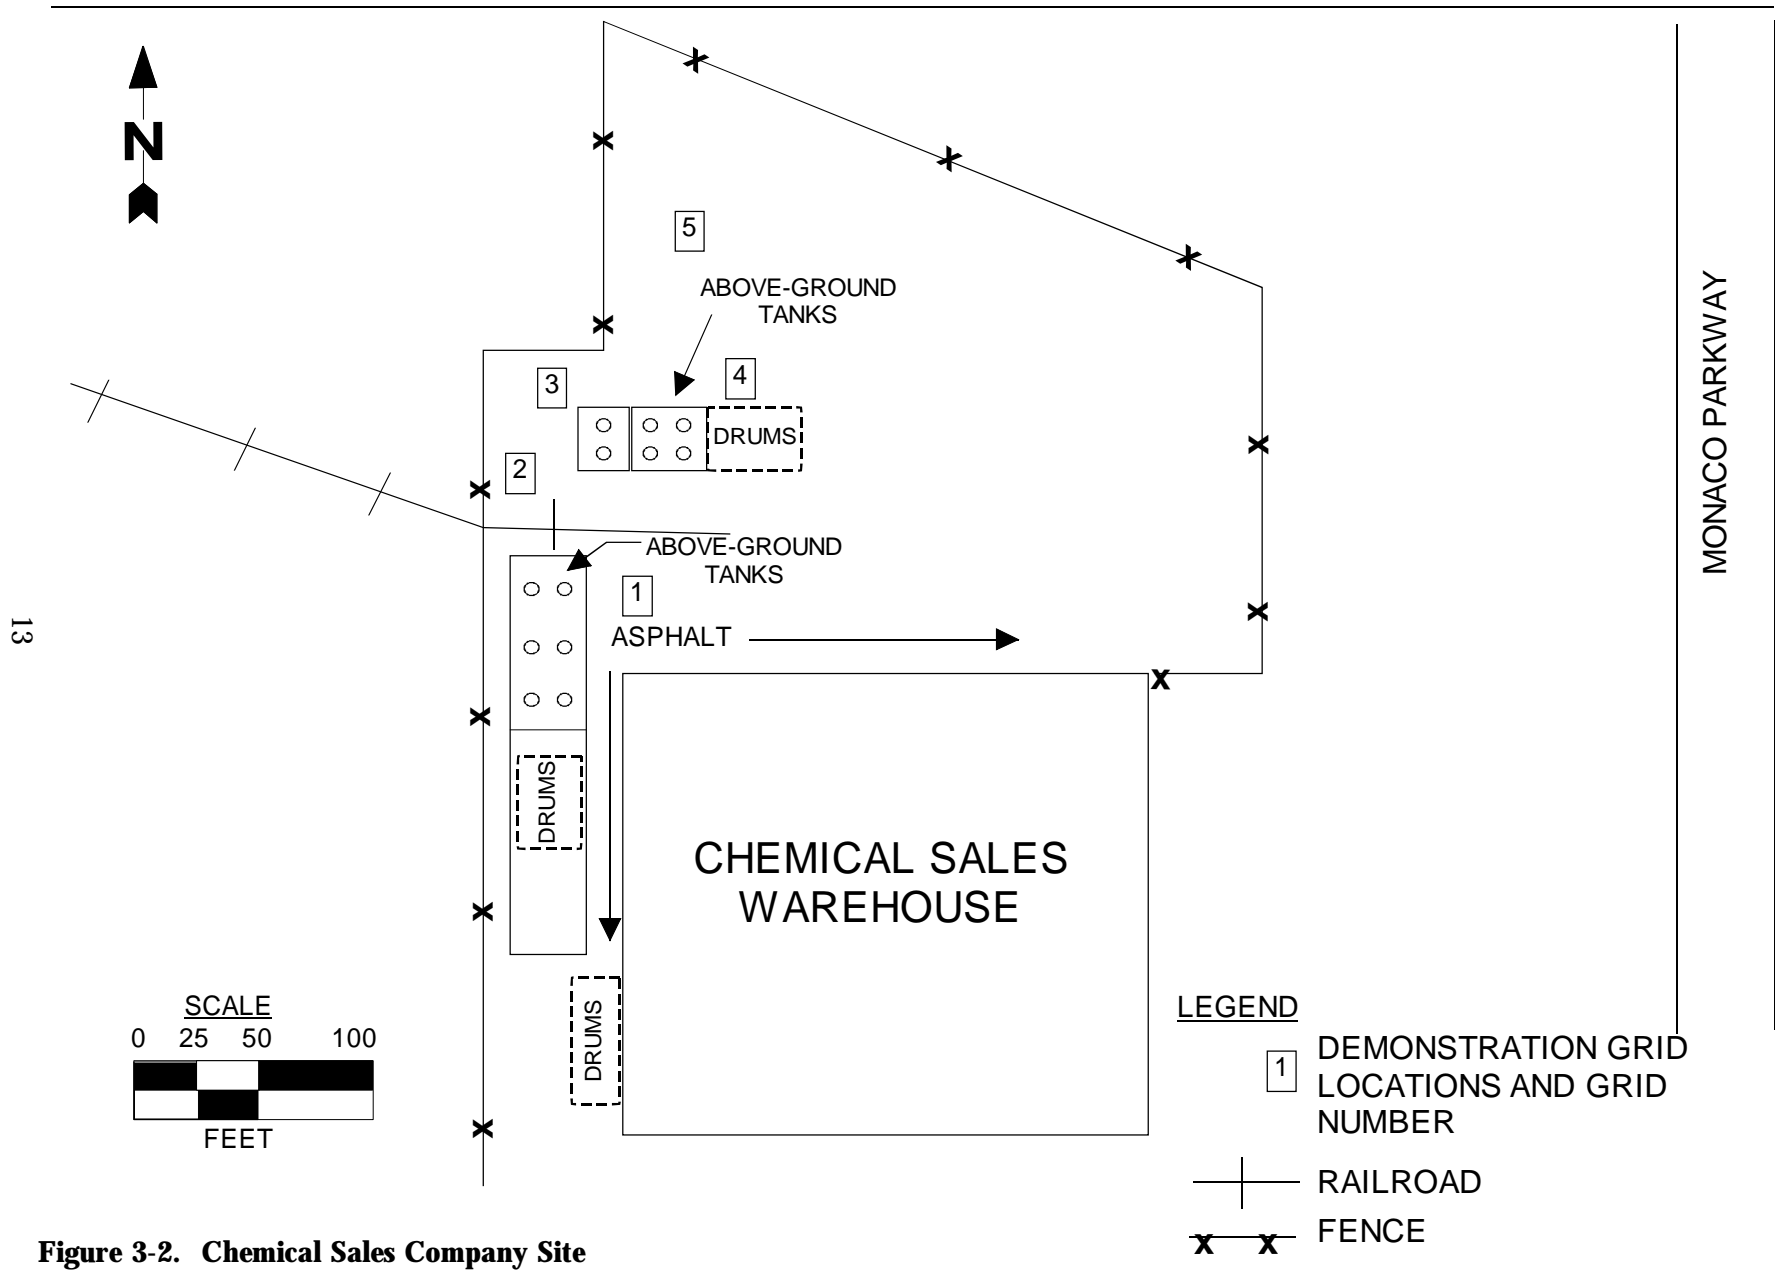 N
5
ABOVE-GROUND
TANKS
3
4
DRUMS
2
ABOVE-GROUND
TANKS
1
ASPHALT
MONACO PARKWAY
13
DRUMS
CHEMICAL SALES
WAREHOUSE
DRUMS
SCALE
0 25 50 100
FEET
LEGEND
1
DEMONSTRATION GRID
LOCATIONS AND GRID
NUMBER
RAILROAD
X X FENCE
Figure 3-2. Chemical Sales Company Site